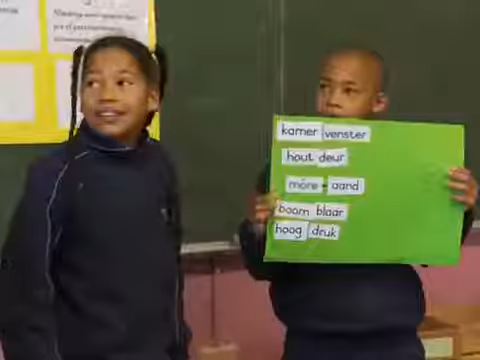 kamer venster
hout deur
môre - aand
boom blaar
hoog druk